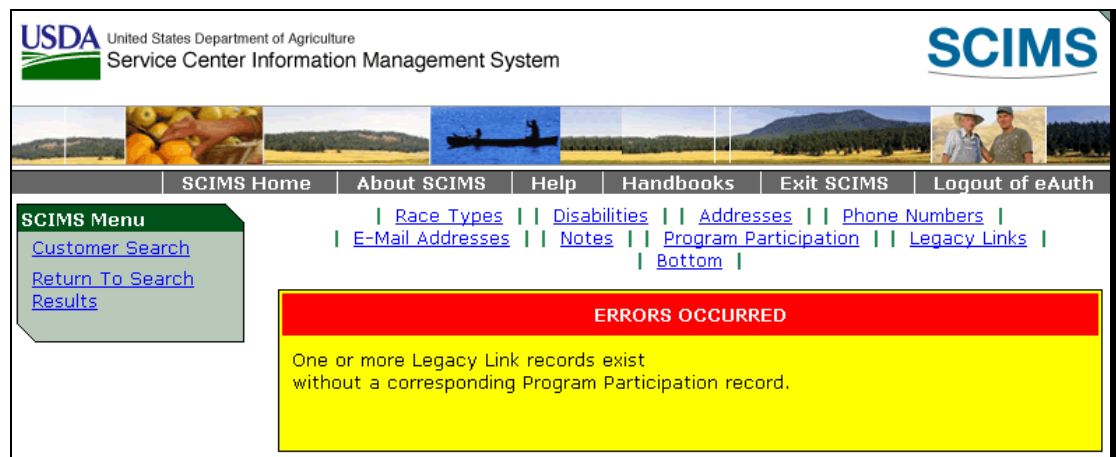 USDA United States Department of Agriculture
Service Center Information Management System
SCIMS
SCIMS Home | About SCIMS | Help | Handbooks | Exit SCIMS | Logout of eAuth
SCIMS Menu
Customer Search
Return To Search
Results
| Race Types | | Disabilities | | Addresses | | Phone Numbers |
| E-Mail Addresses | | Notes | | Program Participation | | Legacy Links |
| Bottom |
ERRORS OCCURRED
One or more Legacy Link records exist
without a corresponding Program Participation record.